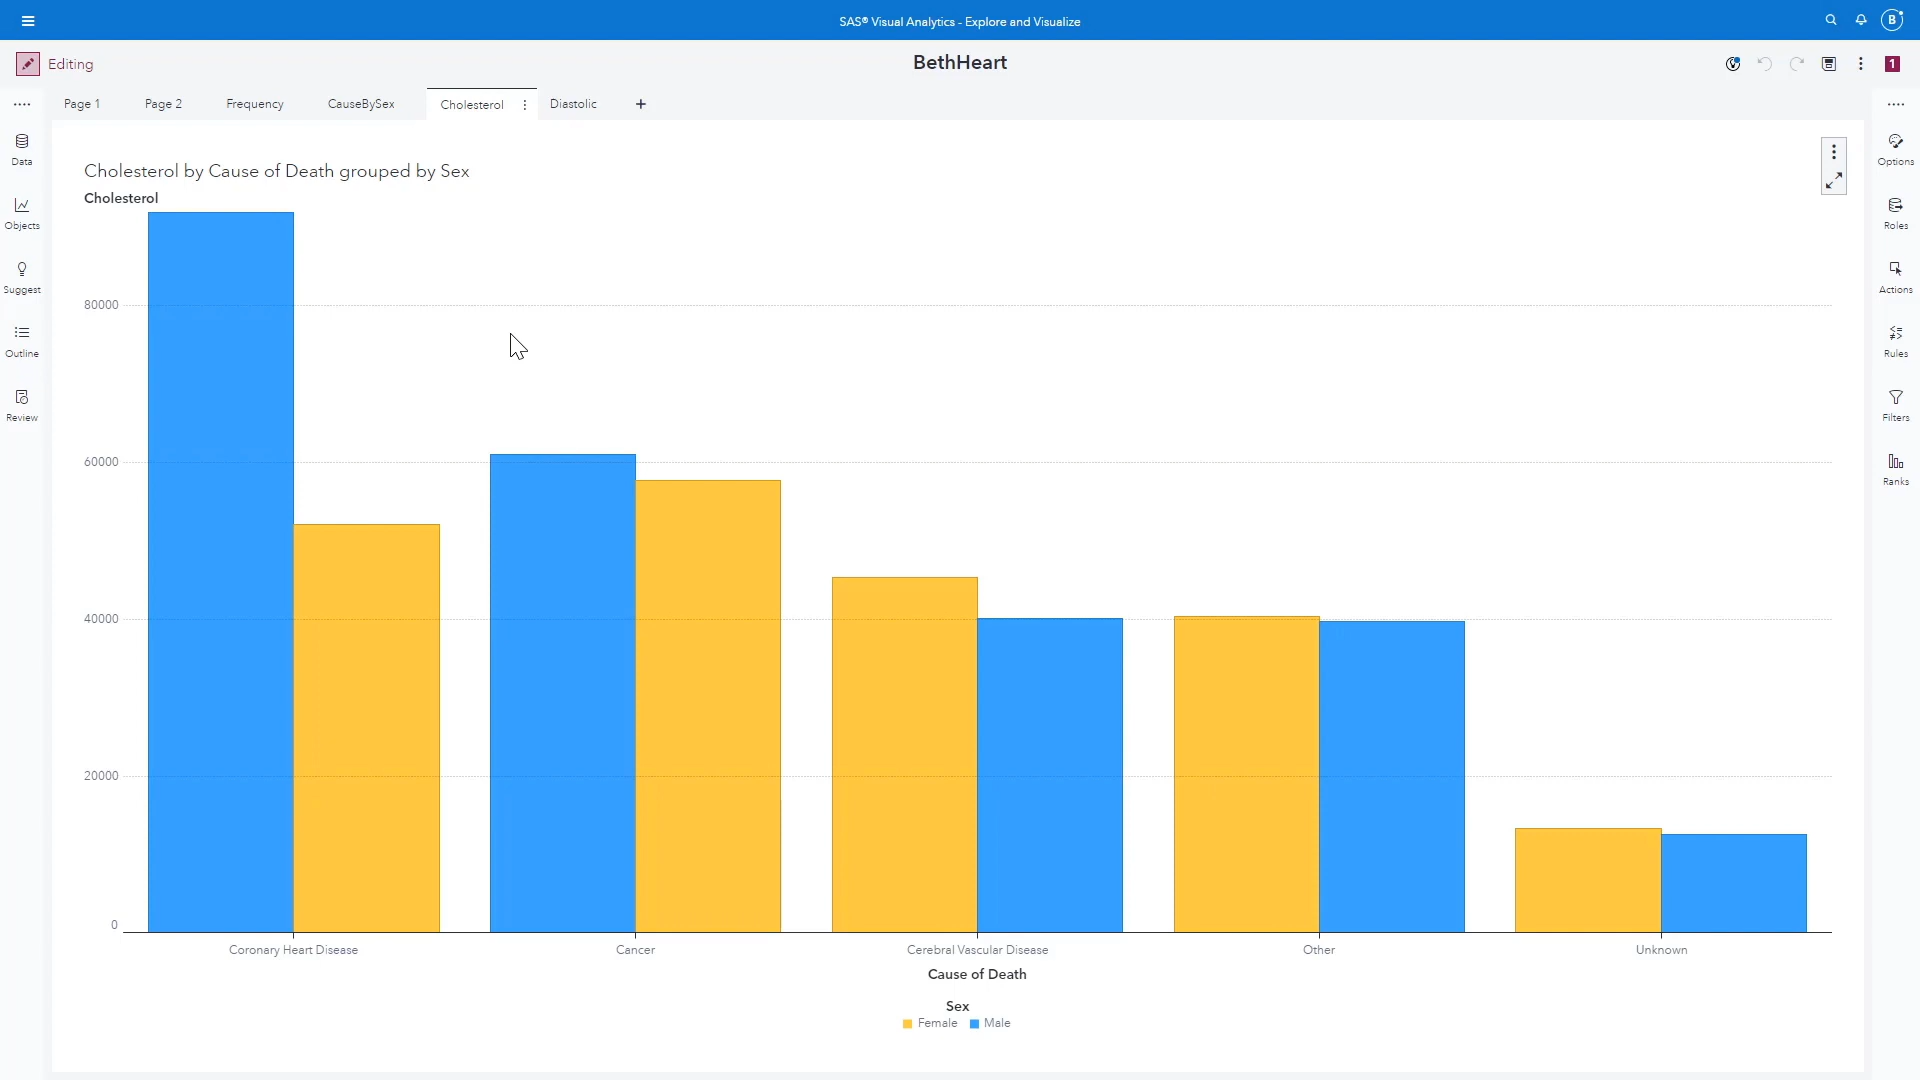 SAS® Visual Analytics - Explore and Visualize
B
Editing
BethHeart
1
Page 1
Page 2
Frequency
CauseBySex
Cholesterol
Diastolic
Data
Objects
Suggest
Outline
Review
Options
Roles
Actions
Rules
Filters
Ranks
Cholesterol by Cause of Death grouped by Sex
Cholesterol
80000
60000
40000
20000
0
Coronary Heart Disease
Cancer
Cerebral Vascular Disease
Other
Unknown
Cause of Death
Sex
Female
Male